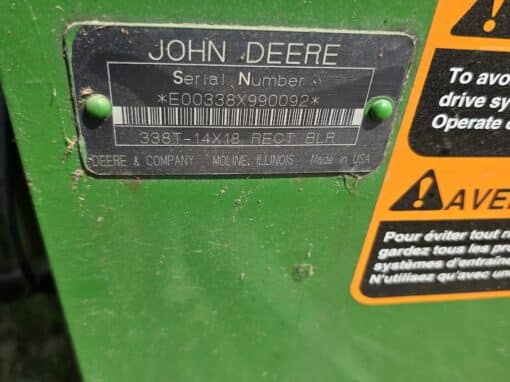 JOHN DEERE
Serial Number
*E00338X990092*
338T-14X18 RECT BLR
DEERE & COMPANY MOLINE, ILLINOIS Made in USA
To avo
drive sy
Operate
AVE
Pour éviter tout
gardez tous les pr
systèmes d'entraîne
N'utilisez qu'avec un